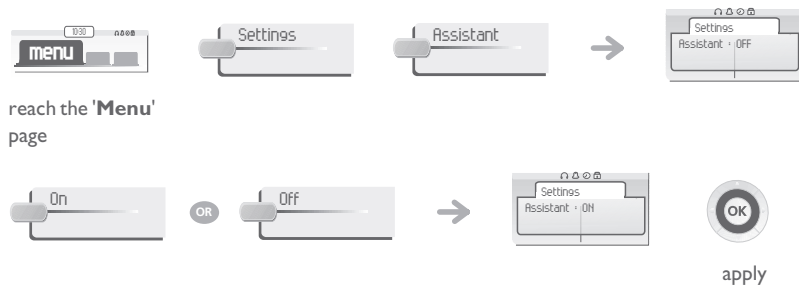 10:30
menu
Settings
Assistant
Settings
Assistant : OFF
reach the 'Menu'
page
On
OR
Off
Settings
Assistant : ON
OK
apply